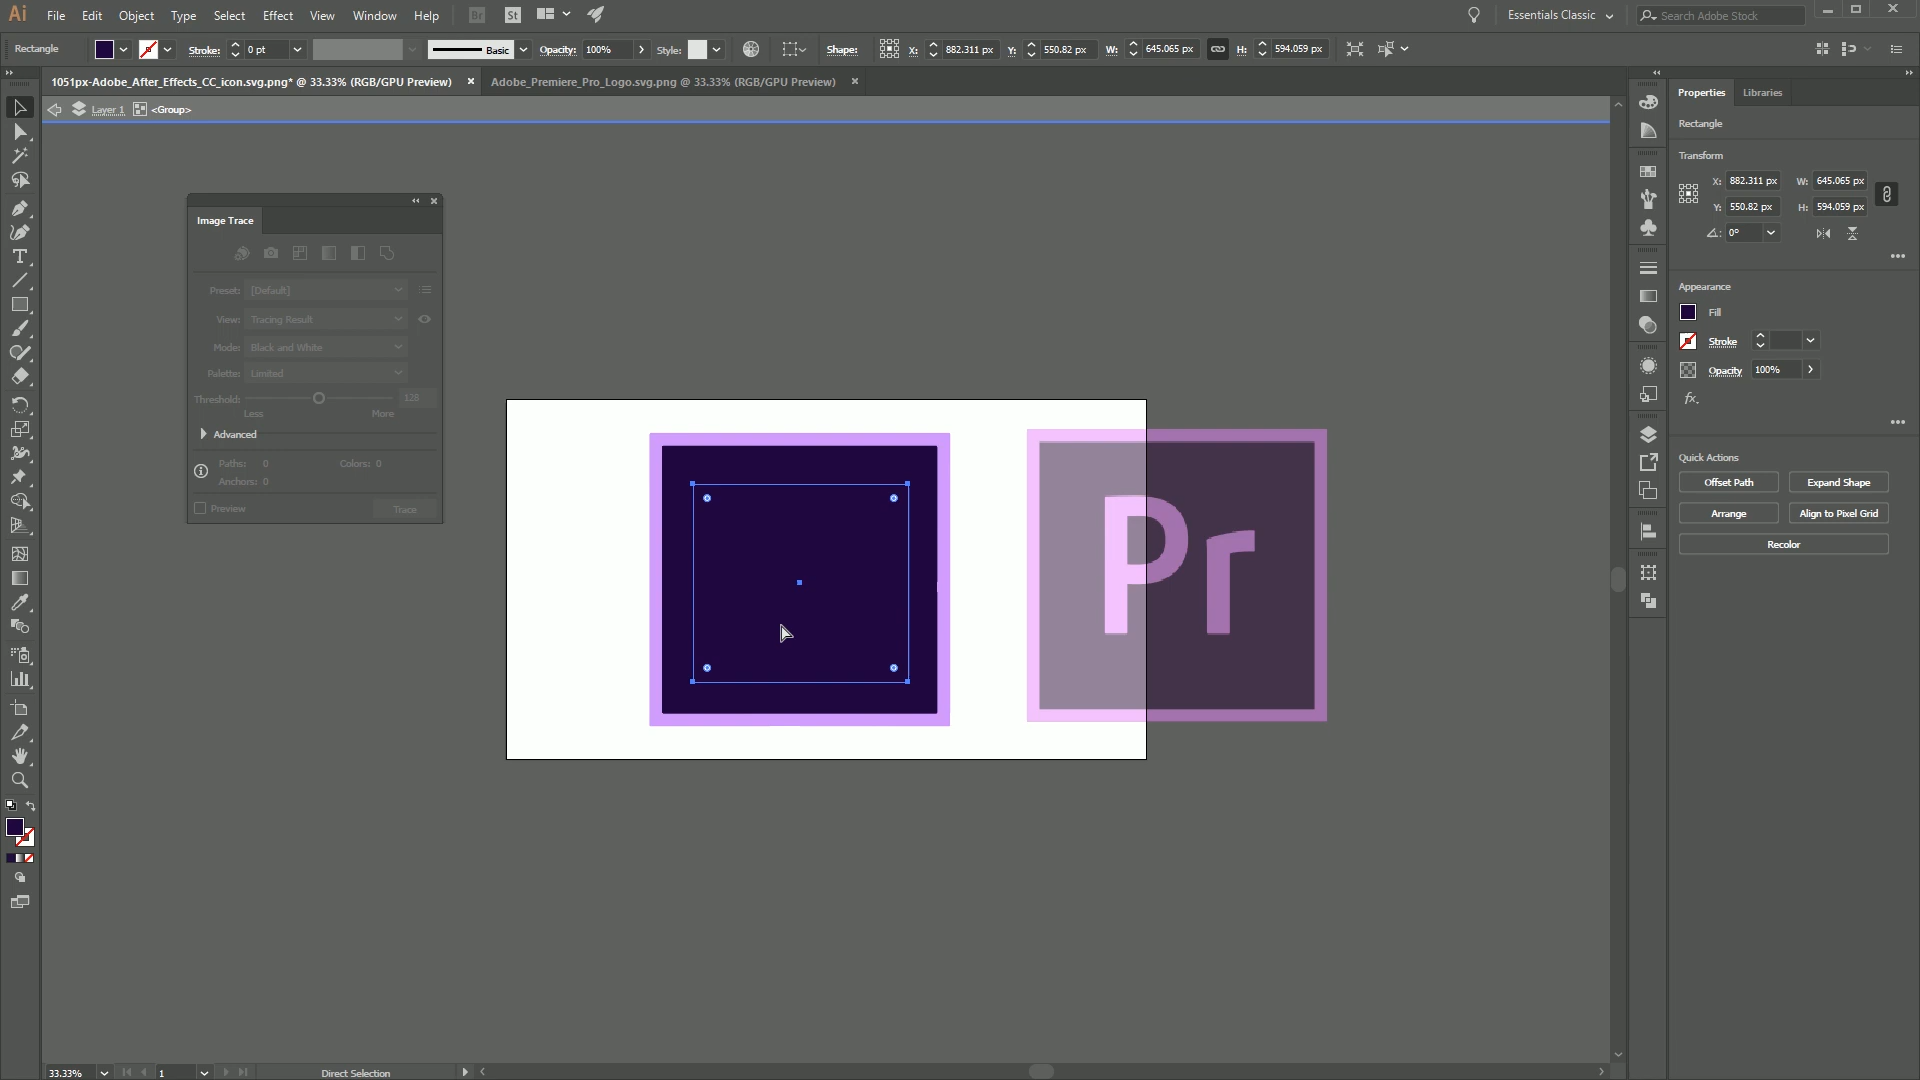 Ai File Edit Object Type Select Effect View Window Help Br St Essentials Classic Search Adobe Stock
Rectangle Stroke: 0 pt Basic Opacity: 100% Style: Shape: X: 882.311 px Y: 550.82 px W: 645.065 px H: 594.059 px
1051px-Adobe_After_Effects_CC_icon.svg.png* @ 33.33% (RGB/GPU Preview) Adobe_Premiere_Pro_Logo.svg.png @ 33.33% (RGB/GPU Preview)
Layer 1 <Group>
Image Trace
Preset: [Default]
View: Tracing Result
Mode: Black and White
Palette: Limited
Threshold: 128
Less More
Advanced
Paths: 0 Colors: 0
Anchors: 0
Preview Trace
Pr
Properties Libraries
Rectangle
Transform
X: 882.311 px W: 645.065 px
Y: 550.82 px H: 594.059 px
0°
Appearance
Fill
Stroke
Opacity 100%
fx.
Quick Actions
Offset Path Expand Shape
Arrange Align to Pixel Grid
Recolor
33.33% 1 Direct Selection